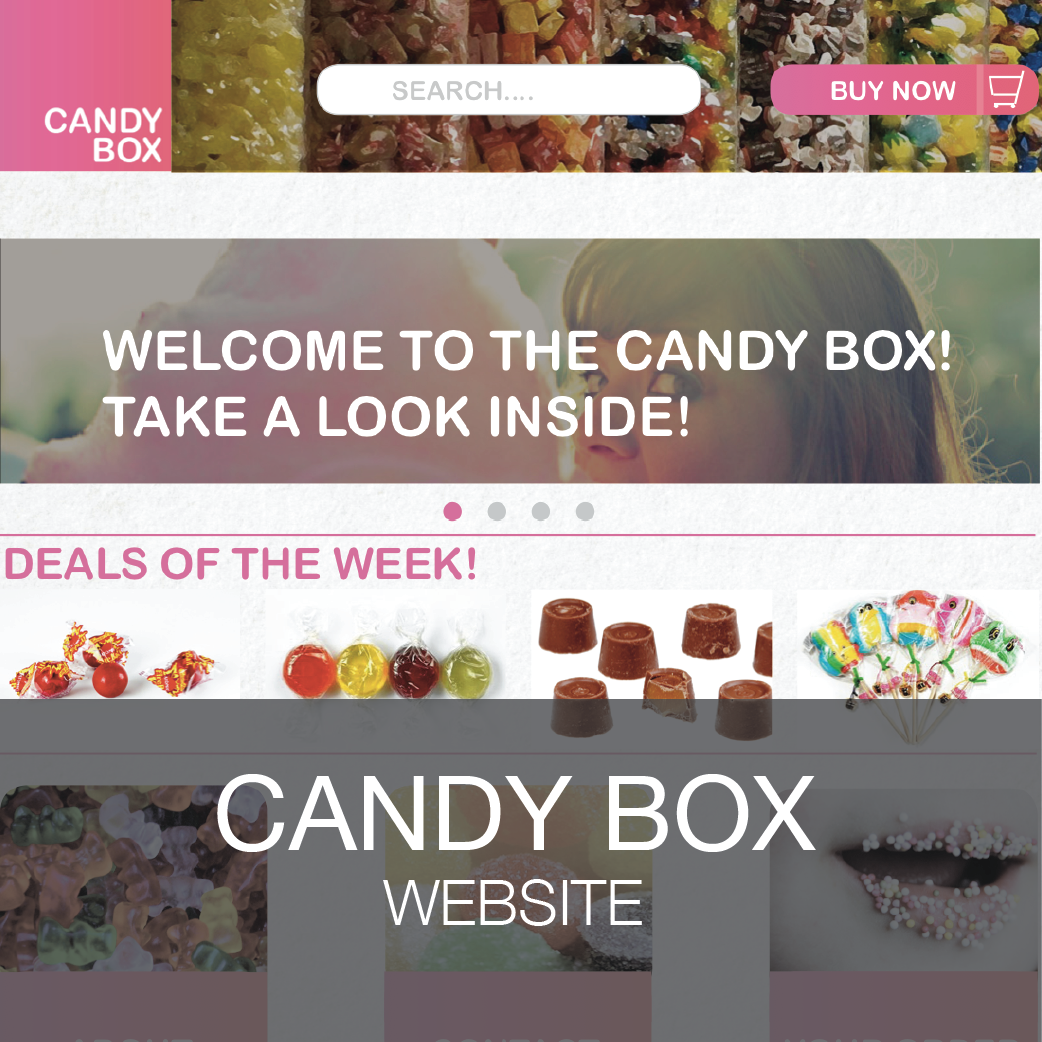 CANDY
BOX
SEARCH....
BUY NOW
WELCOME TO THE CANDY BOX!
TAKE A LOOK INSIDE!
DEALS OF THE WEEK!
CANDY BOX
WEBSITE